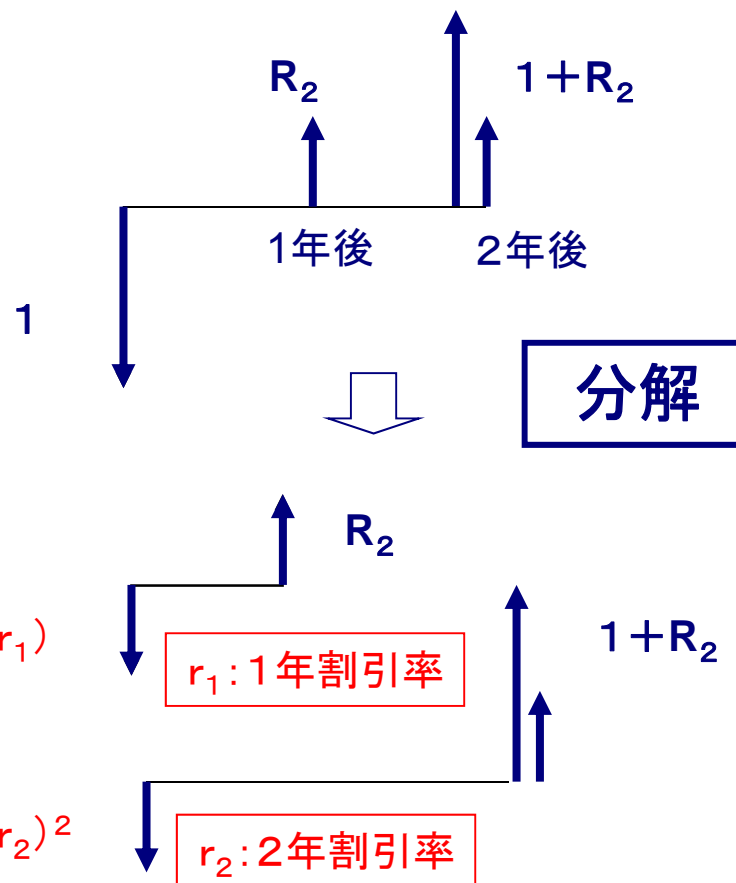 R₂
1+R₂
1年後
2年後
1
分解
R₂
r₁)
r₁:1年割引率
1+R₂
r₂)²
r₂:2年割引率